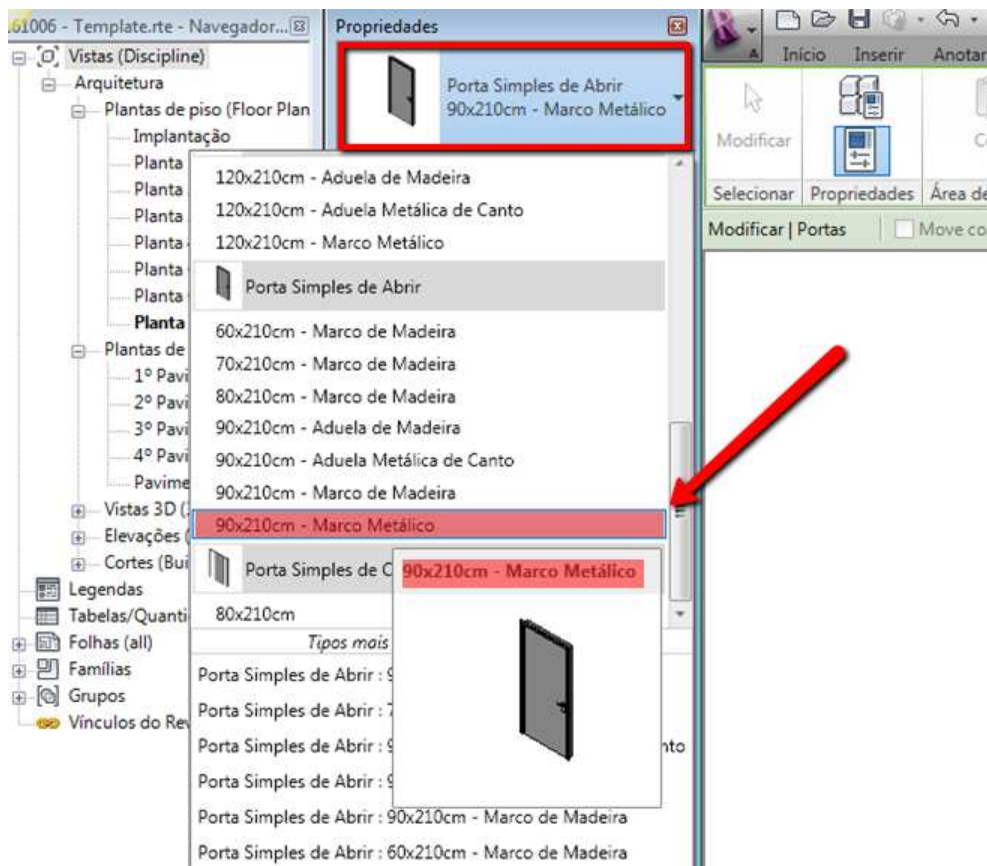 61006 - Template.rte - Navegador...
Vistas (Discipline)
Arquitetura
Plantas de piso (Floor Plan
Implantação
Planta
Planta
Planta
Planta
Planta
Planta
Planta
Plantas de
1º Pavi
2º Pavi
3º Pavi
4º Pavi
Pavime
Vistas 3D (
Elevações (
Cortes (Bui
Legendas
Tabelas/Quanti
Folhas (all)
Famílias
Grupos
Vínculos do Rev
Propriedades
Porta Simples de Abrir
90x210cm - Marco Metálico
120x210cm - Aduela de Madeira
120x210cm - Aduela Metálica de Canto
120x210cm - Marco Metálico
Porta Simples de Abrir
60x210cm - Marco de Madeira
70x210cm - Marco de Madeira
80x210cm - Marco de Madeira
90x210cm - Aduela de Madeira
90x210cm - Aduela Metálica de Canto
90x210cm - Marco de Madeira
90x210cm - Marco Metálico
Porta Simples de C
90x210cm - Marco Metálico
80x210cm
Tipos mais
Porta Simples de Abrir : 9
Porta Simples de Abrir : 7
Porta Simples de Abrir : 9 nto
Porta Simples de Abrir : 9
Porta Simples de Abrir : 90x210cm - Marco de Madeira
Porta Simples de Abrir : 60x210cm - Marco de Madeira
A Início Inserir Anotar
Modificar
Selecionar Propriedades Área de
Modificar | Portas Move co